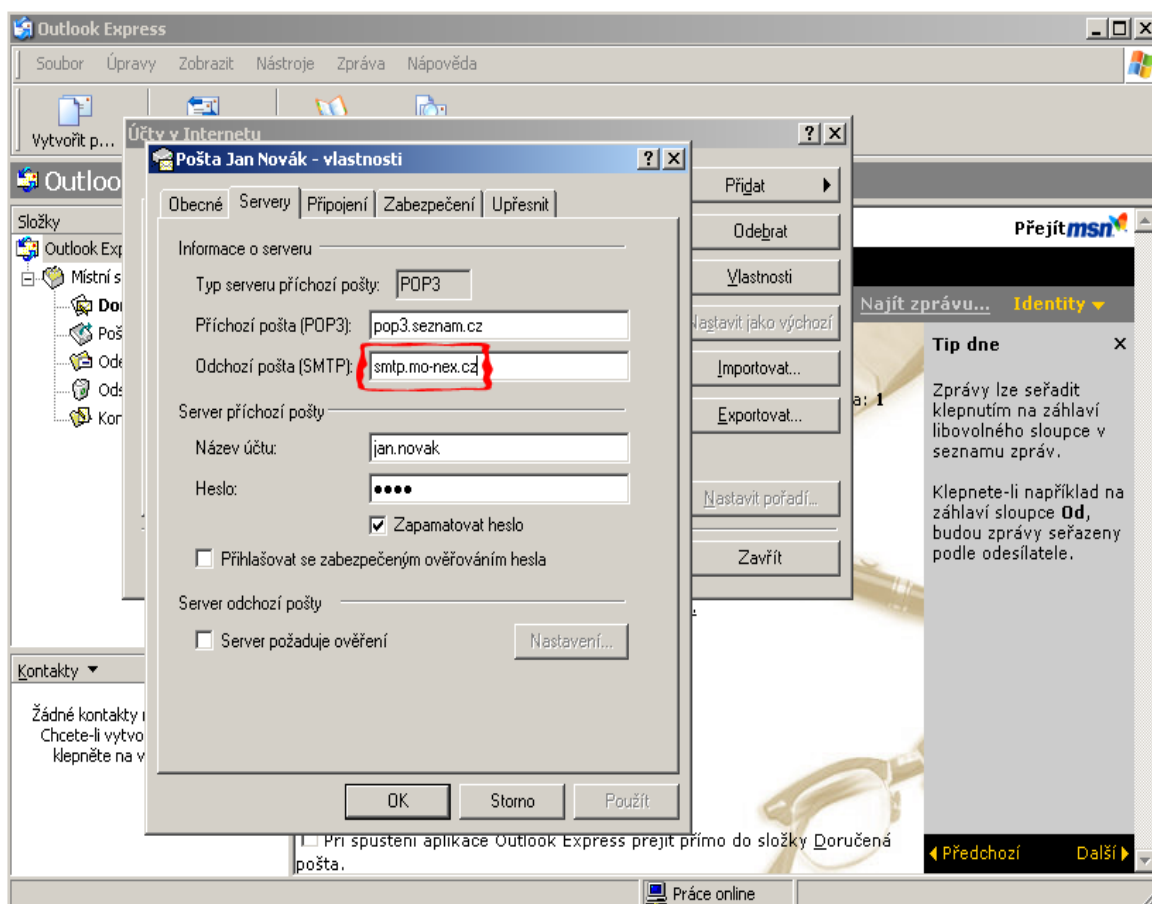 Outlook Express
Soubor Úpravy Zobrazit Nástroje Zpráva Nápověda
Vytvořit p...
Účty v Internetu
Pošta Jan Novák - vlastnosti
Obecné Servery Připojení Zabezpečení Upřesnit
Informace o serveru
Typ serveru příchozí pošty: POP3
Příchozí pošta (POP3): pop3.seznam.cz
Odchozí pošta (SMTP): smtp.mo-nex.cz
Server příchozí pošty
Název účtu: jan.novak
Heslo: ●●●●
Zapamatovat heslo
Přihlašovat se zabezpečeným ověřováním hesla
Server odchozí pošty
Server požaduje ověření Nastavení...
OK Storno Použít
Přidat
Odebrat
Vlastnosti
Nastavit jako výchozí
Importovat...
Exportovat...
Nastavit pořadí...
Zavřít
Outloo
Složky
Outlook Exp
Místní s
Dor
Poš
Ode
Ods
Kon
Kontakty
Žádné kontakty
Chcete-li vytvo
klepněte na v
Přejít msn
Najít zprávu... Identity
a: 1
Tip dne X
Zprávy lze seřadit
klepnutím na záhlaví
libovolného sloupce v
seznamu zpráv.
Klepnete-li například na
záhlaví sloupce Od,
budou zprávy seřazeny
podle odesílatele.
Předchozí Další
Při spuštění aplikace Outlook Express přejít přímo do složky Doručená
pošta.
Práce online